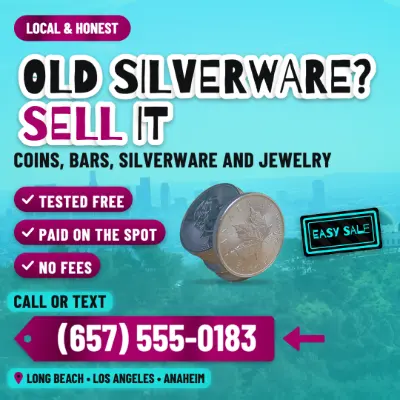 LOCAL & HONEST
OLD SILVERWARE?
SELL IT
COINS, BARS, SILVERWARE AND JEWELRY
TESTED FREE
PAID ON THE SPOT
NO FEES
EASY SALE
CALL OR TEXT
(657) 555-0183
LONG BEACH • LOS ANGELES • ANAHEIM